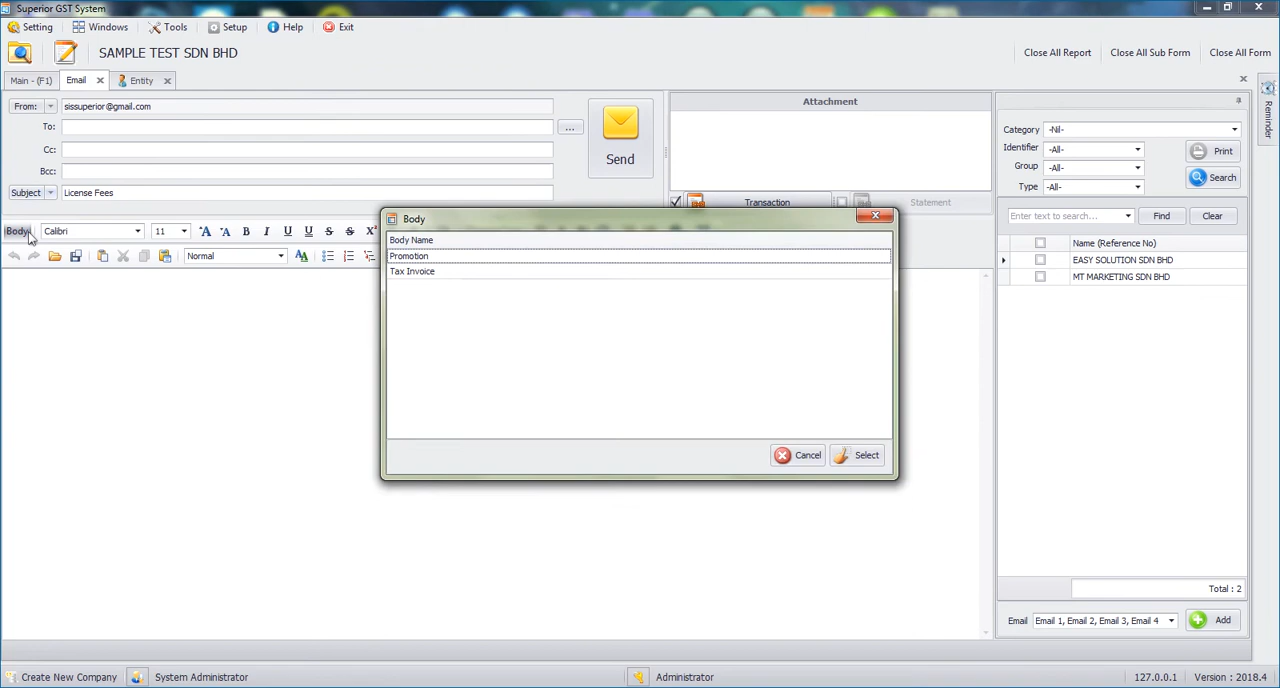 Superior GST System
Setting Windows Tools Setup Help Exit
SAMPLE TEST SDN BHD
Close All Report Close All Sub Form Close All Form
Main - (F1) Email Entity
From: sissuperior@gmail.com
To: ...
Cc:
Bcc:
Subject License Fees
Send
Attachment
Transaction Statement
Category -Nil-
Identifier -All-
Group -All-
Type -All-
Print
Search
Reminder
Enter text to search... Find Clear
Name (Reference No)
EASY SOLUTION SDN BHD
MT MARKETING SDN BHD
Body Calibri 11 A A B I U U S S X
Normal
Body
Body Name
Promotion
Tax Invoice
Cancel Select
Total : 2
Email Email 1, Email 2, Email 3, Email 4 Add
Create New Company System Administrator Administrator 127.0.0.1 Version : 2018.4